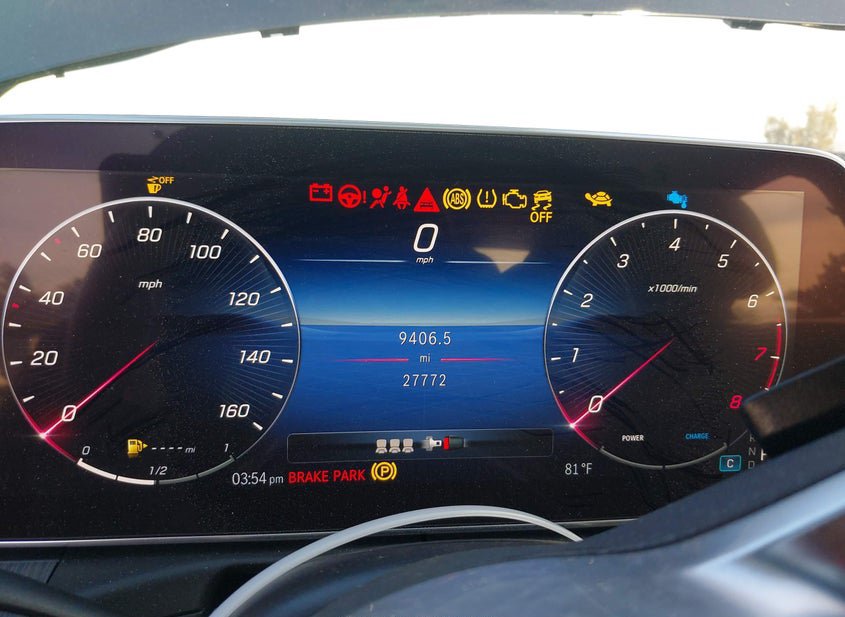 OFF
ABS
OFF
0
mph
0 20 40 60 80 100 120 140 160
mph
0 1 2 3 4 5 6 7 8
x1000/min
9406.5
mi
27772
POWER CHARGE
0 1/2 1
mi
03:54 pm BRAKE PARK P
81°F
C
R
N
D
P